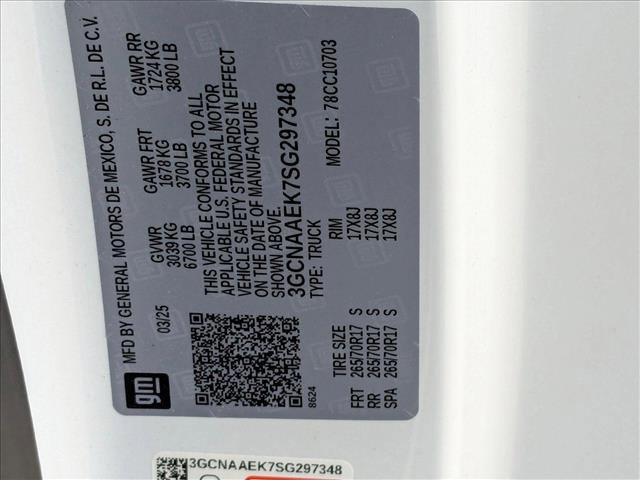 MFD BY GENERAL MOTORS DE MEXICO, S. DE R.L. DE C.V.
03/25
GVWR
3039 KG
6700 LB
GAWR FRT
1678 KG
3700 LB
GAWR RR
1724 KG
3800 LB
THIS VEHICLE CONFORMS TO ALL
APPLICABLE U.S. FEDERAL MOTOR
VEHICLE SAFETY STANDARDS IN EFFECT
ON THE DATE OF MANUFACTURE
SHOWN ABOVE.
3GCNAAEK7SG297348
TYPE: TRUCK
MODEL: 78CC10703
gm
8624
TIRE SIZE RIM
FRT 265/70R17 S 17X8J
RR 265/70R17 S 17X8J
SPA 265/70R17 S 17X8J
3GCNAAEK7SG297348